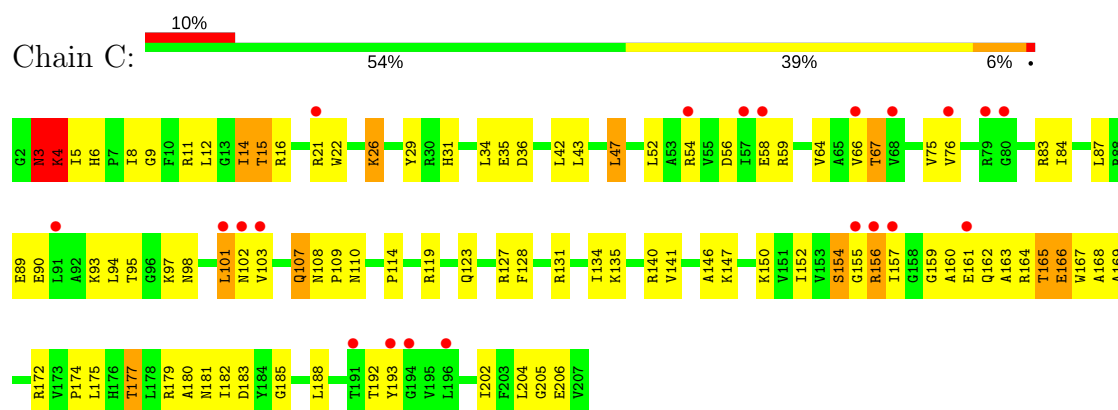 10%
Chain C:
54% 39% 6% •
G2 N3 K4 I5 H6 P7 I8 G9 F10 R11 L12 G13 I14 T15 R16 R21 W22 K26 Y29 R30 H31 L34 E35 D36 L42 L43 L47 L52 A53 R54 V55 D56 I57 E58 R59 V64 A65 V66 T67 V68 V75 V76 R79 G80 R83 I84 L87 R88
E89 E90 L91 A92 K93 L94 T95 G96 K97 N98 L101 N102 V103 Q107 N108 P109 N110 P114 R119 Q123 R127 F128 R131 I134 K135 R140 V141 A146 K147 K150 V151 I152 V153 S154 G155 R156 I157 G158 G159 A160 E161 Q162 A163 R164 T165 E166 W167 A168 A169
R172 V173 P174 L175 H176 T177 L178 R179 A180 N181 I182 D183 Y184 G185 L188 T191 T192 Y193 G194 V195 L196 I202 F203 L204 G205 E206 V207